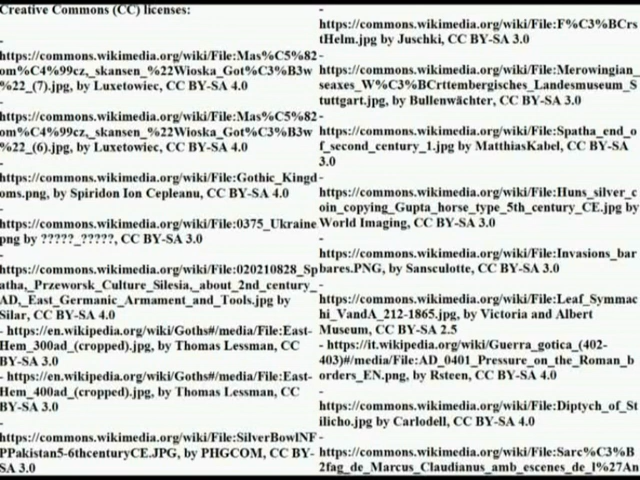 Creative Commons (CC) licenses:
-
https://commons.wikimedia.org/wiki/File:Mas%C5%82
om%C4%99cz,_skansen_%22Wioska_Got%C3%B3w
%22_(7).jpg, by Luxetowiec, CC BY-SA 4.0
-
https://commons.wikimedia.org/wiki/File:Mas%C5%82
om%C4%99cz,_skansen_%22Wioska_Got%C3%B3w
%22_(6).jpg, by Luxetowiec, CC BY-SA 4.0
-
https://commons.wikimedia.org/wiki/File:Gothic_Kingd
oms.png, by Spiridon Ion Cepleanu, CC BY-SA 4.0
-
https://commons.wikimedia.org/wiki/File:0375_Ukraine
png by ?????_?????, CC BY-SA 3.0
-
https://commons.wikimedia.org/wiki/File:020210828_Sp
atha,_Przeworsk_Culture_Silesia,_about_2nd_century_
AD,_East_Germanic_Armament_and_Tools.jpg by
Silar, CC BY-SA 4.0
- https://en.wikipedia.org/wiki/Goths#/media/File:East-
Hem_300ad_(cropped).jpg, by Thomas Lessman, CC
BY-SA 3.0
- https://en.wikipedia.org/wiki/Goths#/media/File:East-
Hem_400ad_(cropped).jpg, by Thomas Lessman, CC
BY-SA 3.0
-
https://commons.wikimedia.org/wiki/File:SilverBowlNF
PPakistan5-6thcenturyCE.JPG, by PHGCOM, CC BY-
SA 3.0
-
https://commons.wikimedia.org/wiki/File:F%C3%BCrs
tHelm.jpg by Juschki, CC BY-SA 3.0
-
https://commons.wikimedia.org/wiki/File:Merowingian_
seaxes_W%C3%BCrttembergisches_Landesmuseum_S
tuttgart.jpg, by Bullenwächter, CC BY-SA 3.0
-
https://commons.wikimedia.org/wiki/File:Spatha_end_o
f_second_century_1.jpg by MatthiasKabel, CC BY-SA
3.0
-
https://commons.wikimedia.org/wiki/File:Huns_silver_c
oin_copying_Gupta_horse_type_5th_century_CE.jpg by
World Imaging, CC BY-SA 3.0
-
https://commons.wikimedia.org/wiki/File:Invasions_bar
bares.PNG, by Sansculotte, CC BY-SA 3.0
-
https://commons.wikimedia.org/wiki/File:Leaf_Symmac
hi_VandA_212-1865.jpg, by Victoria and Albert
Museum, CC BY-SA 2.5
- https://it.wikipedia.org/wiki/Guerra_gotica_(402-
403)#/media/File:AD_0401_Pressure_on_the_Roman_b
orders_EN.png, by Rsteen, CC BY-SA 4.0
-
https://commons.wikimedia.org/wiki/File:Diptych_of_St
ilicho.jpg by Carlodell, CC BY-SA 4.0
-
https://commons.wikimedia.org/wiki/File:Sarc%C3%B
2fag_de_Marcus_Claudianus_amb_escenes_de_l%27An